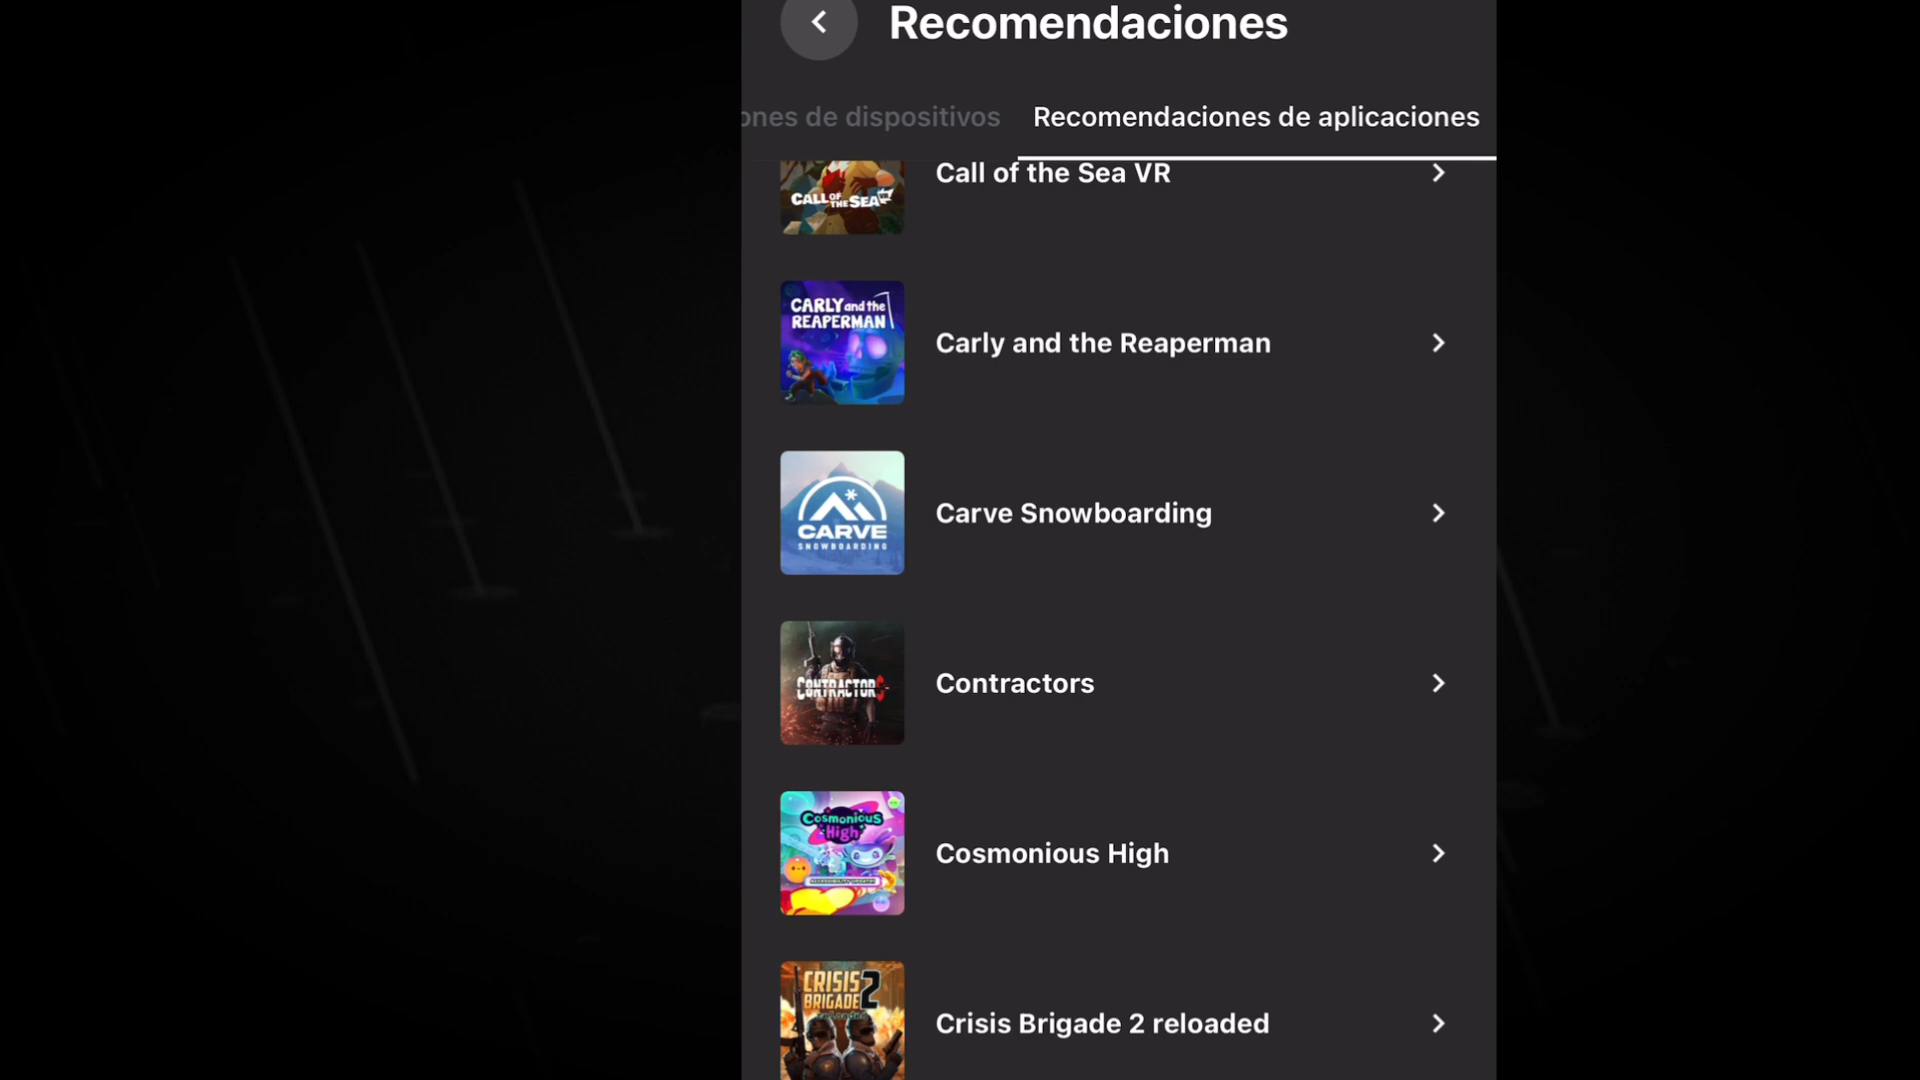 Recomendaciones
ones de dispositivos
Recomendaciones de aplicaciones
CALL OF THE SEA VR
Call of the Sea VR
CARLY and the
REAPERMAN
Carly and the Reaperman
CARVE
SNOWBOARDING
Carve Snowboarding
CONTRACTORS
Contractors
Cosmonious
High
Cosmonious High
CRISIS
BRIGADE 2
reloaded
Crisis Brigade 2 reloaded